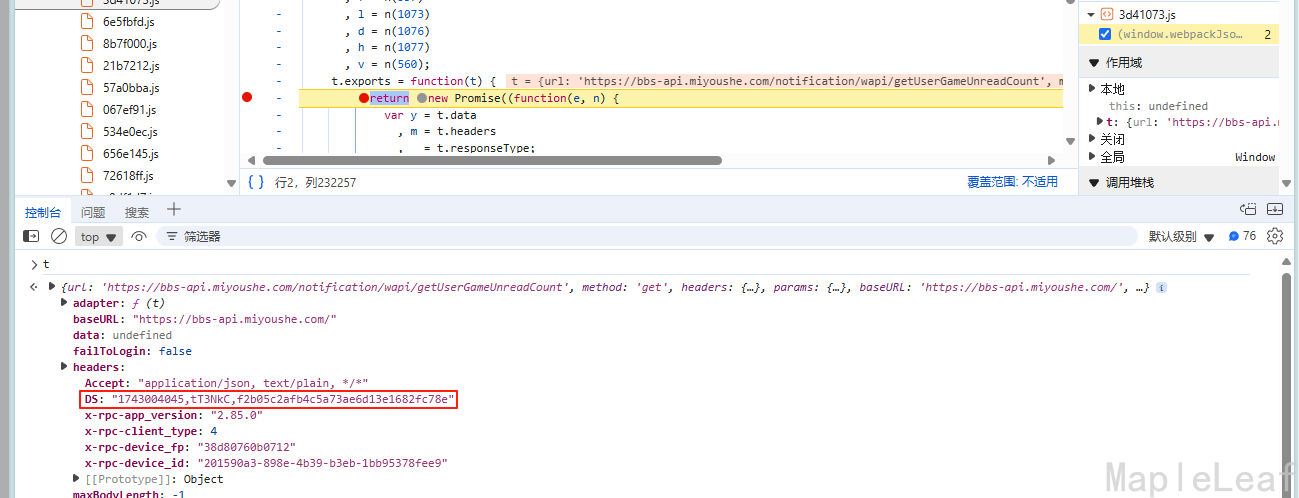 3d41073.js
6e5fbfd.js
8b7f000.js
21b7212.js
57a0bba.js
067ef91.js
534e0ec.js
656e145.js
72618ff.js
, l = n(1073)
, d = n(1076)
, h = n(1077)
, v = n(560);
t.exports = function(t) { t = {url: 'https://bbs-api.miyoushe.com/notification/wapi/getUserGameUnreadCount', m
return new Promise((function(e, n) {
var y = t.data
, m = t.headers
, _ = t.responseType;
{ } 行2，列232257 覆盖范围: 不适用
3d41073.js
(window.webpackJso… 2
作用域
本地
this: undefined
t: {url: 'https://bbs-api.m
关闭
全局 Window
调用堆栈
控制台 问题 搜索
top 筛选器 默认级别 76
t
{url: 'https://bbs-api.miyoushe.com/notification/wapi/getUserGameUnreadCount', method: 'get', headers: {…}, params: {…}, baseURL: 'https://bbs-api.miyoushe.com/', …}
adapter: ƒ (t)
baseURL: "https://bbs-api.miyoushe.com/"
data: undefined
failToLogin: false
headers:
Accept: "application/json, text/plain, */*"
DS: "1743004045,tT3NkC,f2b05c2afb4c5a73ae6d13e1682fc78e"
x-rpc-app_version: "2.85.0"
x-rpc-client_type: 4
x-rpc-device_fp: "38d80760b0712"
x-rpc-device_id: "201590a3-898e-4b39-b3eb-1bb95378fee9"
[[Prototype]]: Object
maxBodyLength: -1
MapleLeaf